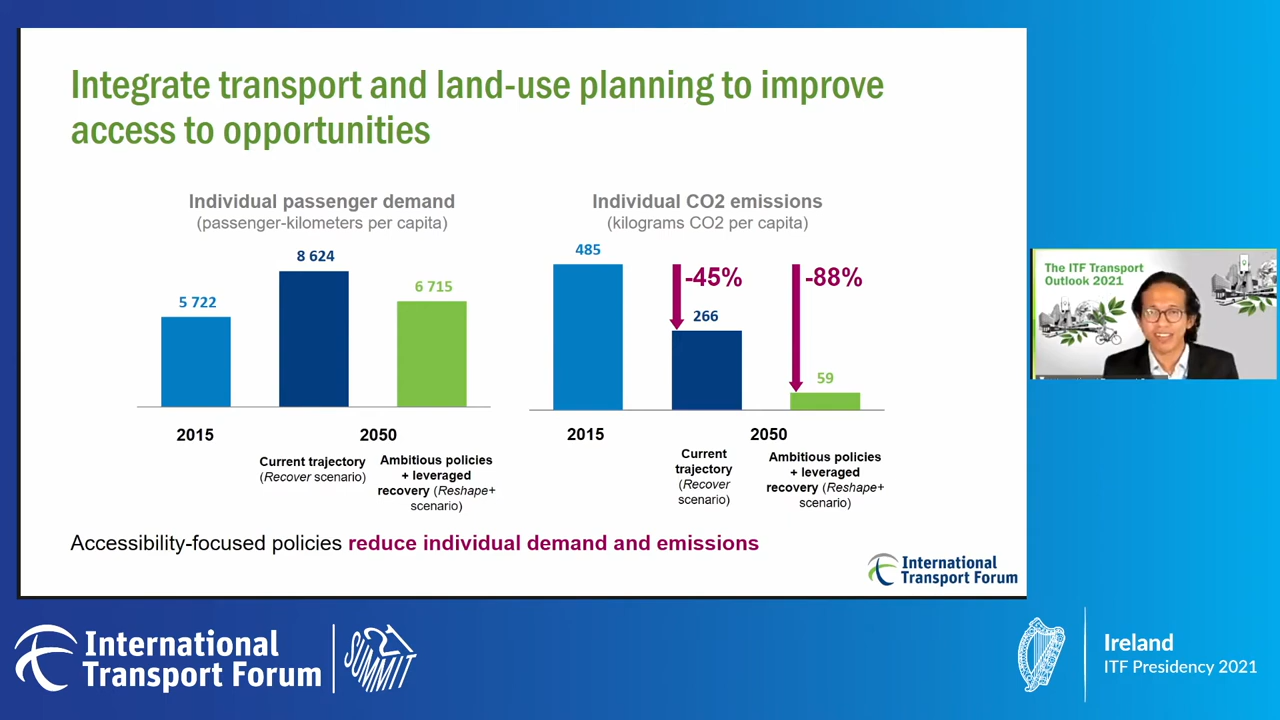 Integrate transport and land-use planning to improve
access to opportunities
Individual passenger demand
(passenger-kilometers per capita)
5 722
8 624
6 715
2015
2050
Current trajectory
(Recover scenario)
Ambitious policies
+ leveraged
recovery (Reshape+
scenario)
Individual CO2 emissions
(kilograms CO2 per capita)
485
-45%
266
-88%
59
2015
2050
Current
trajectory
(Recover
scenario)
Ambitious policies
+ leveraged
recovery (Reshape+
scenario)
Accessibility-focused policies reduce individual demand and emissions
International
Transport Forum
The ITF Transport
Outlook 2021
International
Transport Forum
SUMMIT
Ireland
ITF Presidency 2021